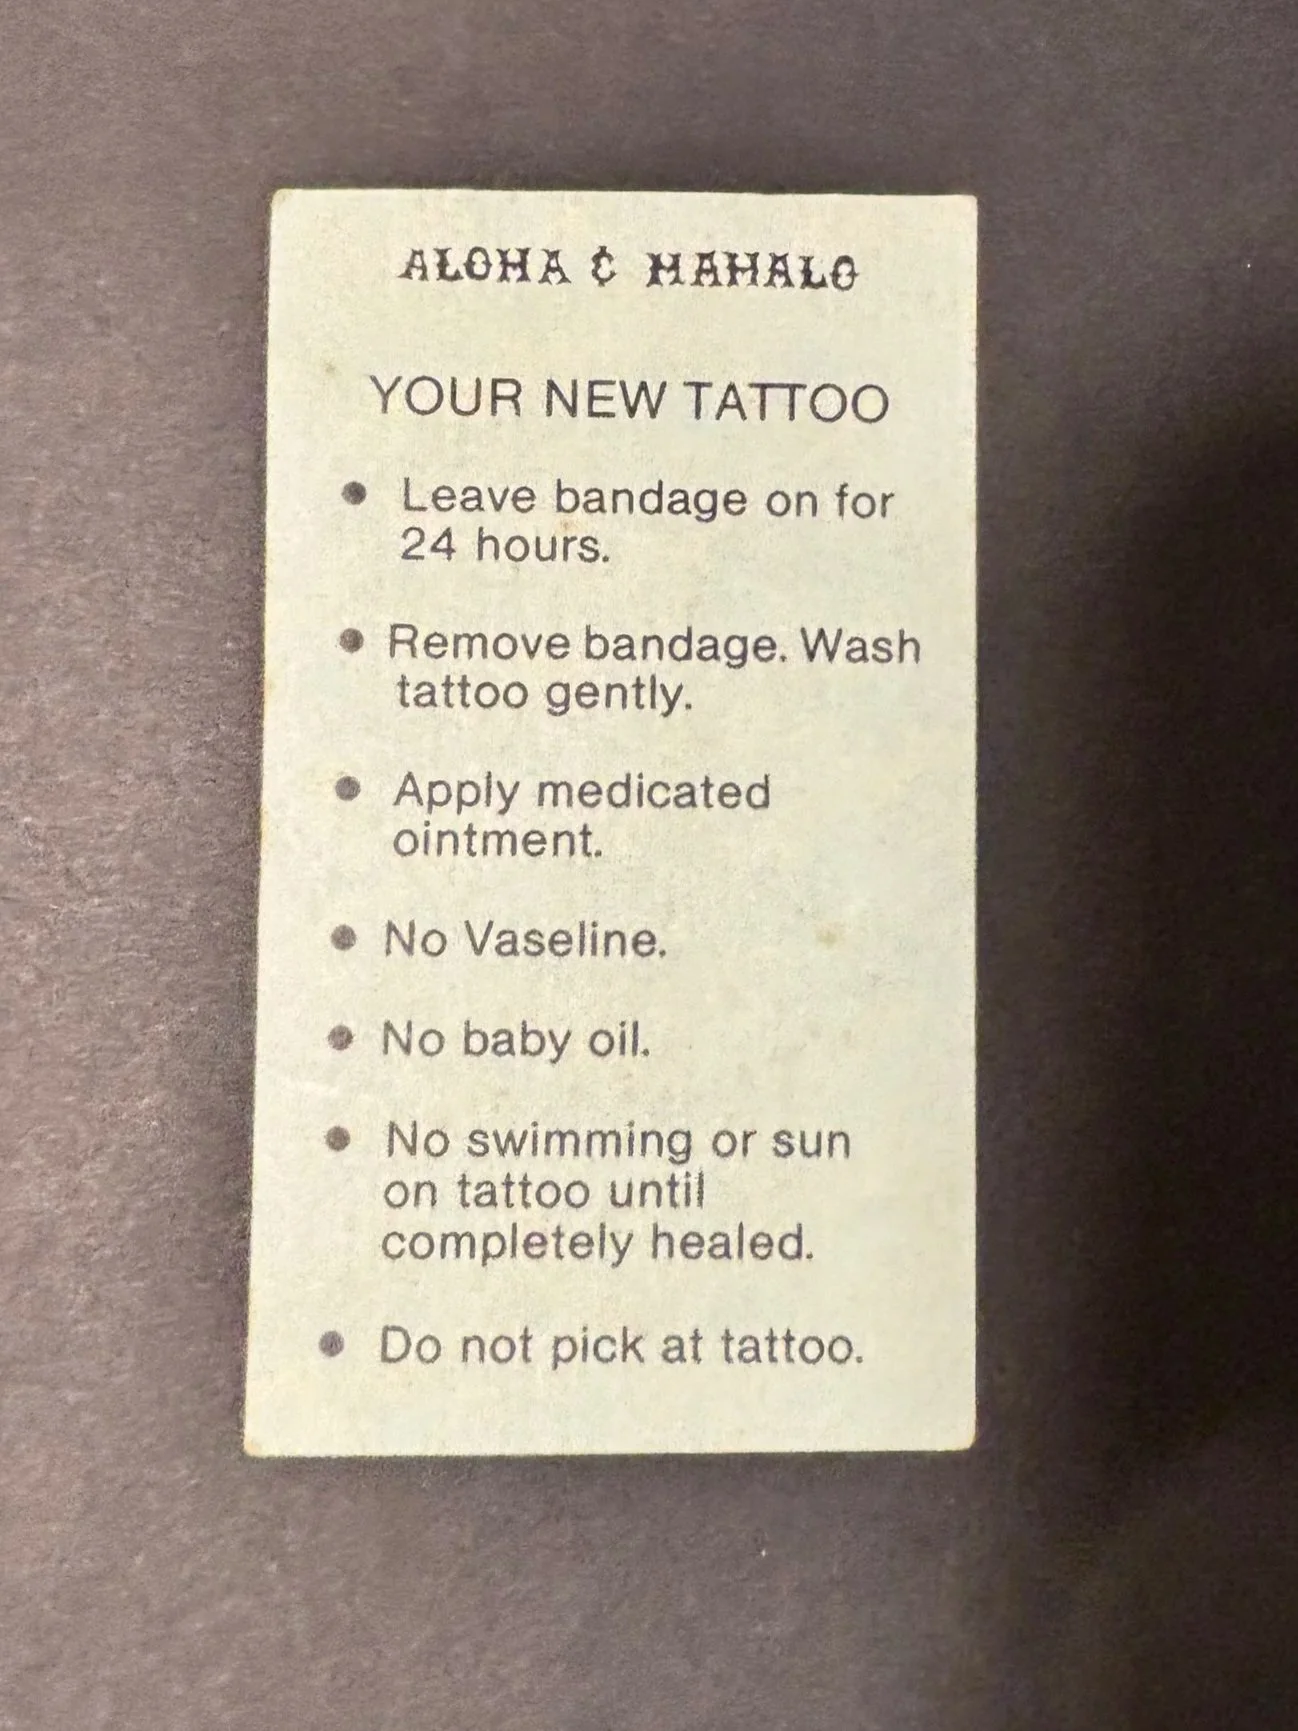 ALOHA & MAHALO
YOUR NEW TATTOO
• Leave bandage on for
24 hours.
• Remove bandage. Wash
tattoo gently.
• Apply medicated
ointment.
• No Vaseline.
• No baby oil.
• No swimming or sun
on tattoo until
completely healed.
• Do not pick at tattoo.